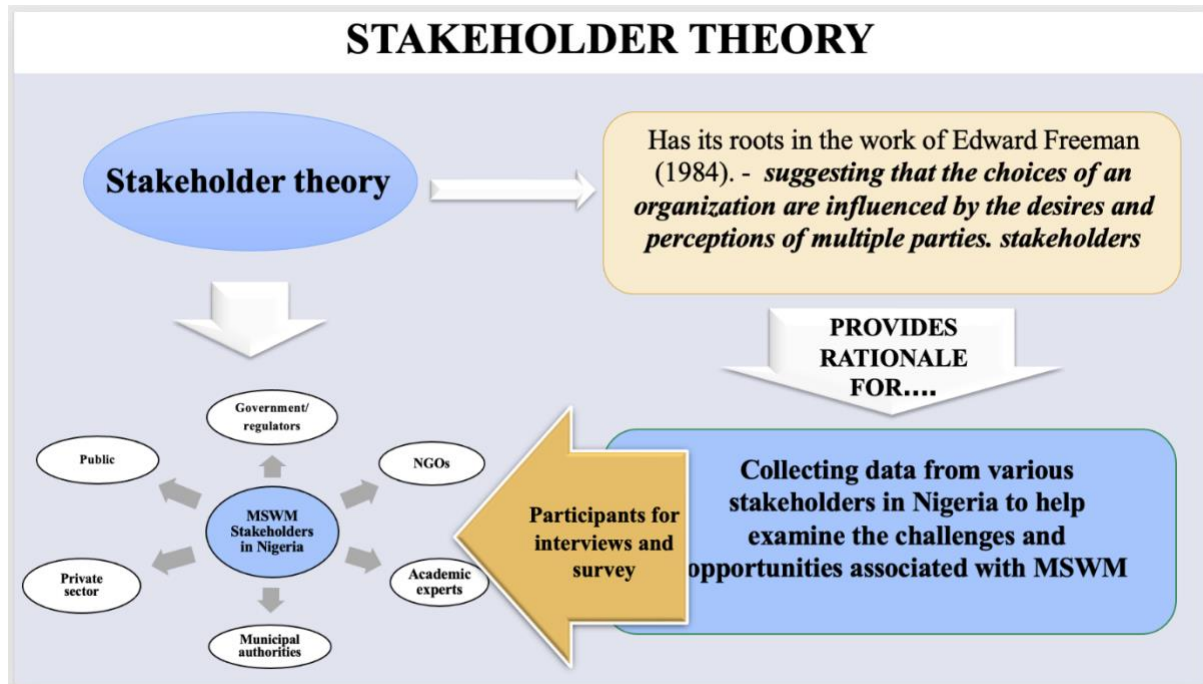 STAKEHOLDER THEORY
Stakeholder theory
Has its roots in the work of Edward Freeman
(1984). - suggesting that the choices of an
organization are influenced by the desires and
perceptions of multiple parties. stakeholders
PROVIDES
RATIONALE
FOR....
Government/
regulators
Public
NGOs
MSWM
Stakeholders
in Nigeria
Private
sector
Academic
experts
Municipal
authorities
Participants for
interviews and
survey
Collecting data from various
stakeholders in Nigeria to help
examine the challenges and
opportunities associated with MSWM